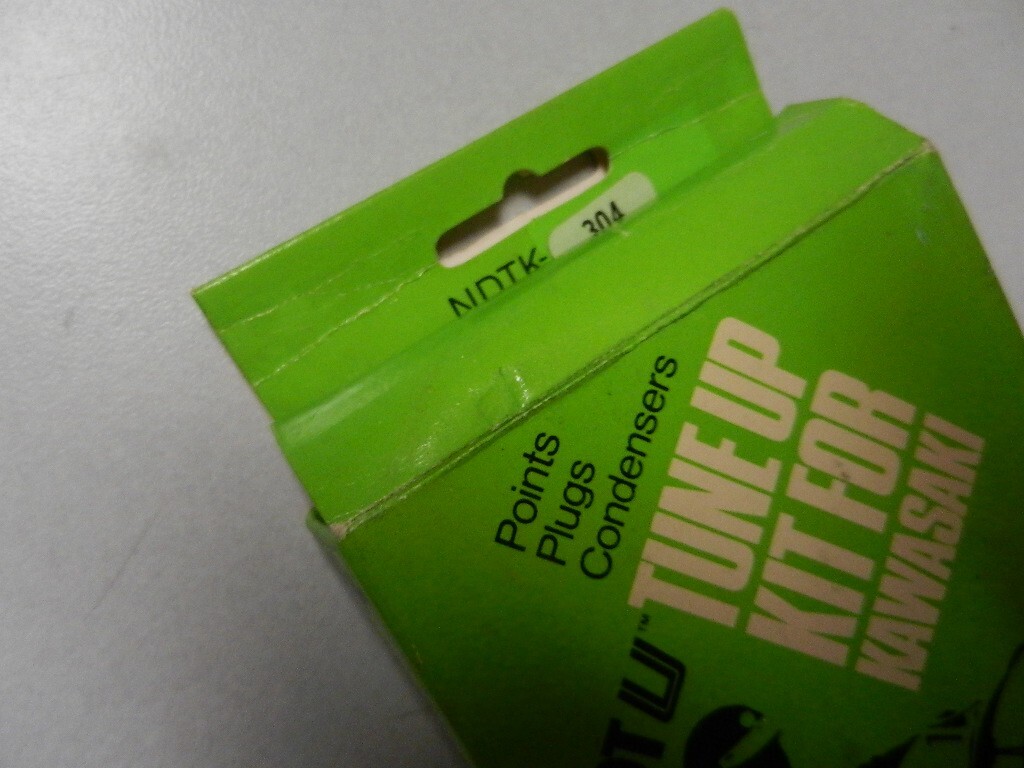 NDTK-304
Points
Plugs
Condensers
TUNE UP
KIT FOR
KAWASAKI